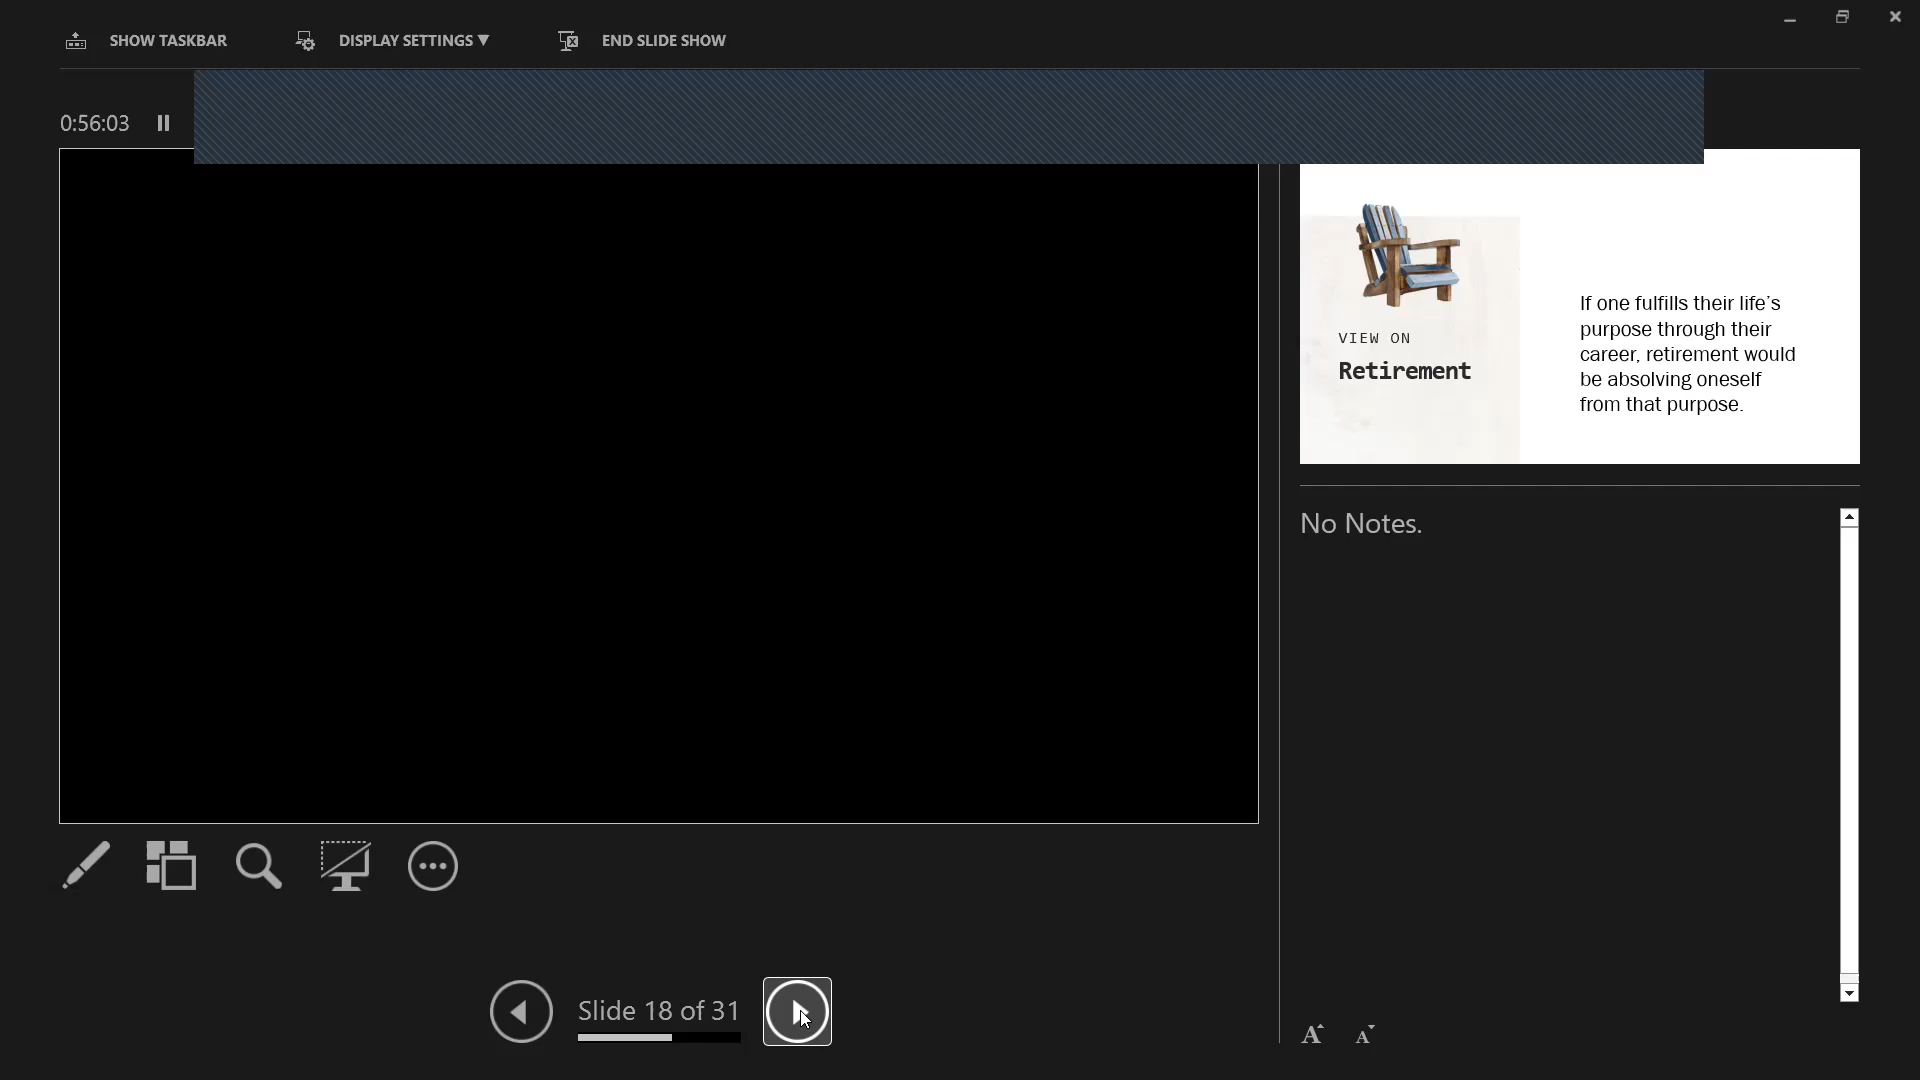 SHOW TASKBAR
DISPLAY SETTINGS ▼
END SLIDE SHOW
0:56:03
VIEW ON
Retirement
If one fulfills their life’s
purpose through their
career, retirement would
be absolving oneself
from that purpose.
No Notes.
Slide 18 of 31
A A